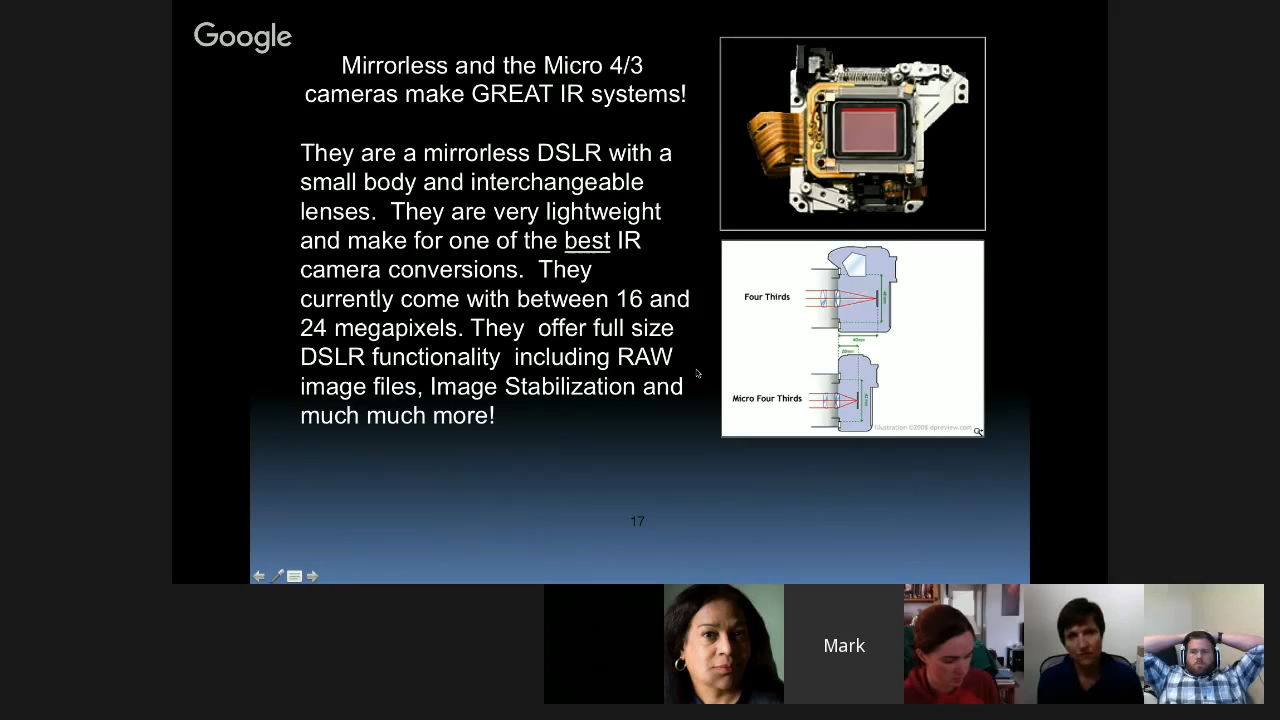 Google
Mirrorless and the Micro 4/3
cameras make GREAT IR systems!
They are a mirrorless DSLR with a
small body and interchangeable
lenses.  They are very lightweight
and make for one of the best IR
camera conversions.  They
currently come with between 16 and
24 megapixels. They  offer full size
DSLR functionality  including RAW
image files, Image Stabilization and
much much more!
Four Thirds
40mm
20mm
Micro Four Thirds
Illustration ©2008 dpreview.com
17
Mark